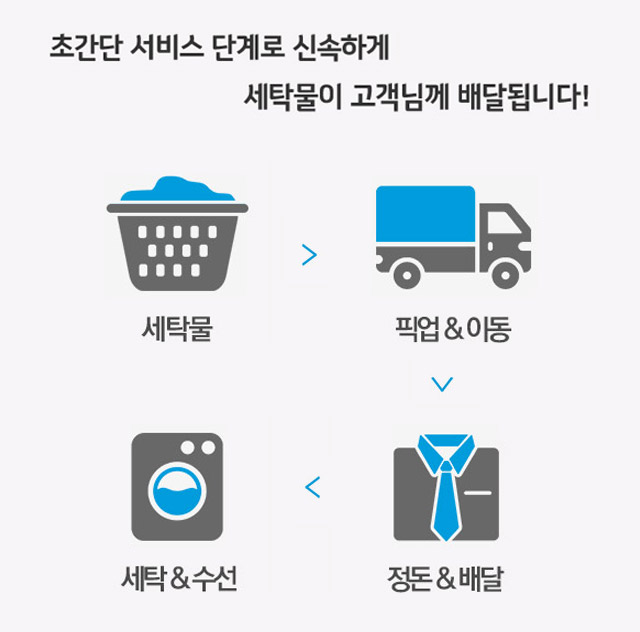 초간단 서비스 단계로 신속하게
세탁물이 고객님께 배달됩니다!
세탁물
픽업 & 이동
세탁 & 수선
정돈 & 배달